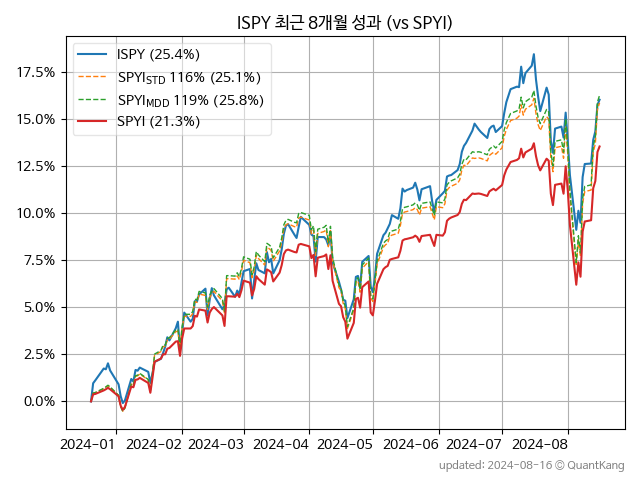 ISPY 최근 8개월 성과 (vs SPYI)
ISPY (25.4%)
SPYI_STD 116% (25.1%)
SPYI_MDD 119% (25.8%)
SPYI (21.3%)
17.5%
15.0%
12.5%
10.0%
7.5%
5.0%
2.5%
0.0%
2024-01 2024-02 2024-03 2024-04 2024-05 2024-06 2024-07 2024-08
updated: 2024-08-16 © QuantKang